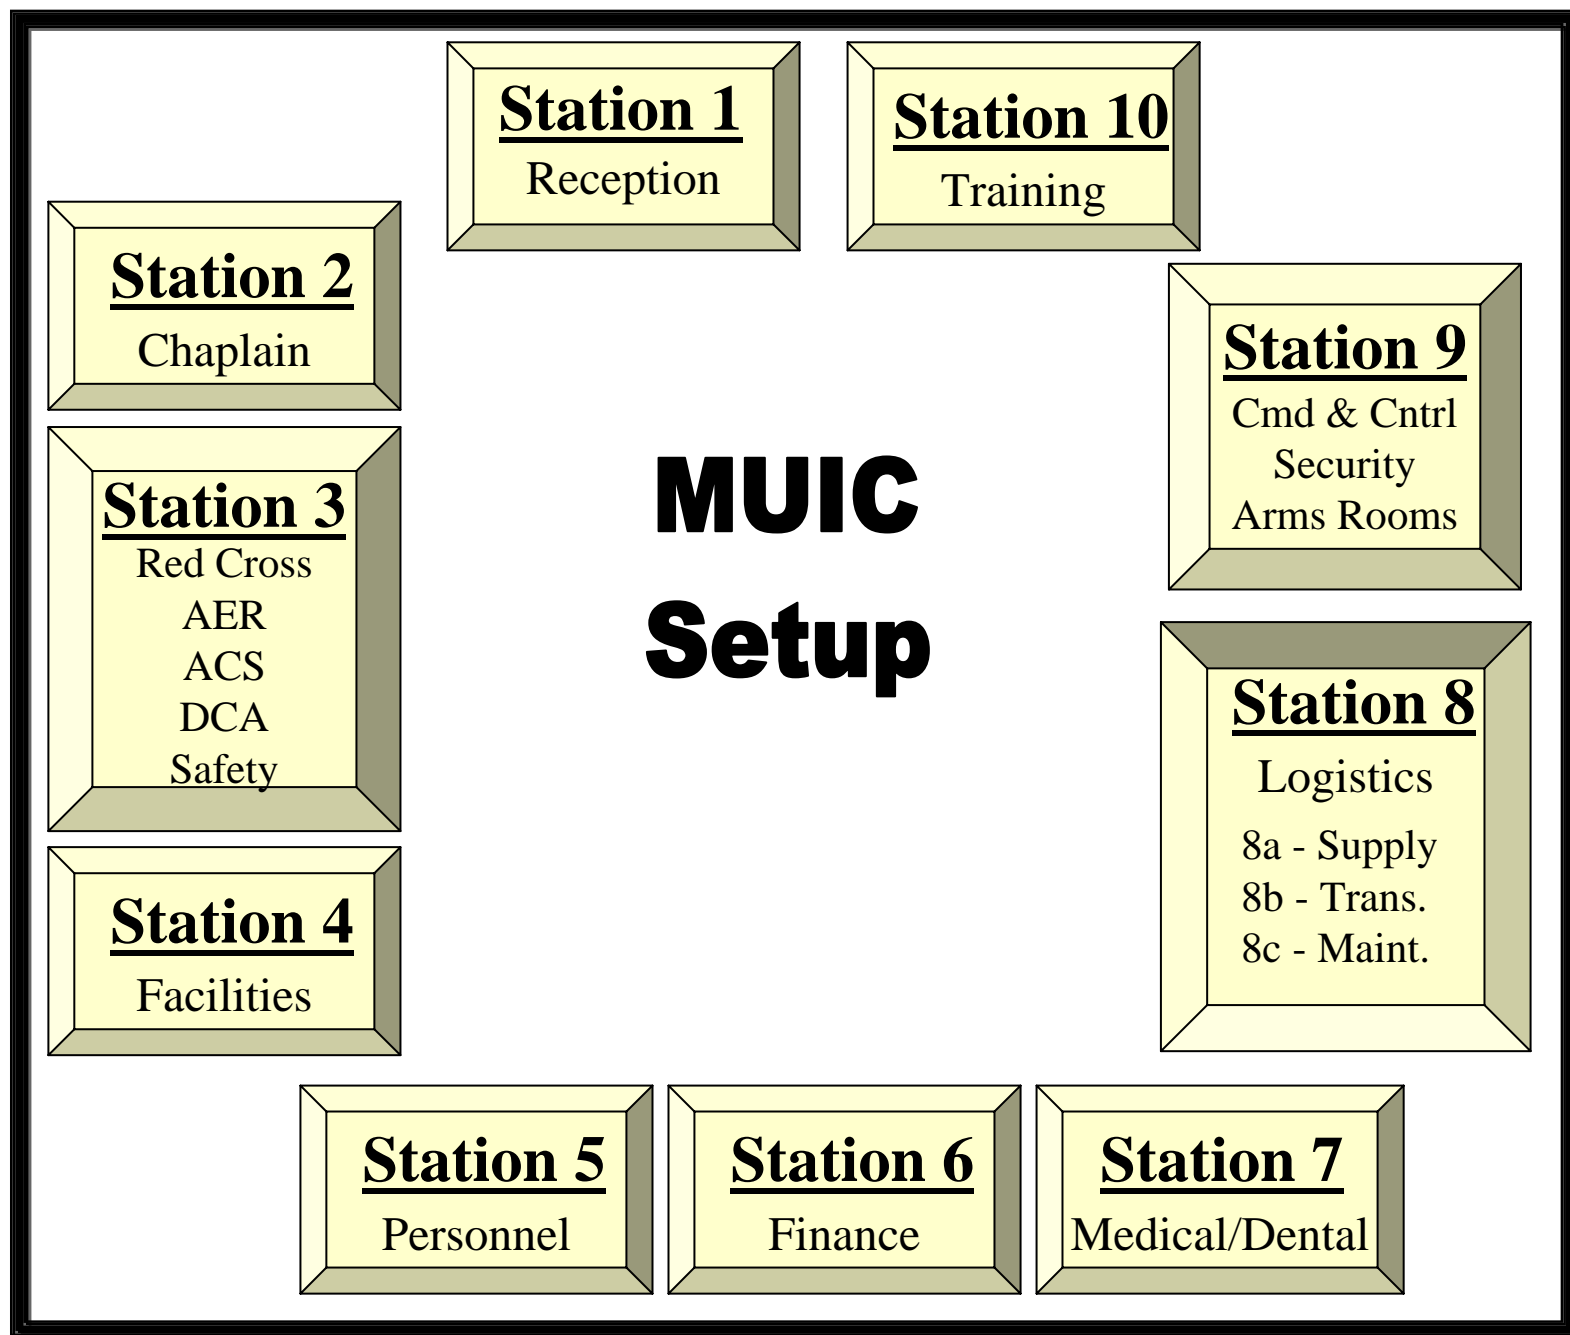 Station 1
Reception
Station 10
Training
Station 2
Chaplain
Station 9
Cmd & Cntrl
Security
Arms Rooms
MUIC
Setup
Station 3
Red Cross
AER
ACS
DCA
Safety
Station 8
Logistics
8a - Supply
8b - Trans.
8c - Maint.
Station 4
Facilities
Station 5
Personnel
Station 6
Finance
Station 7
Medical/Dental